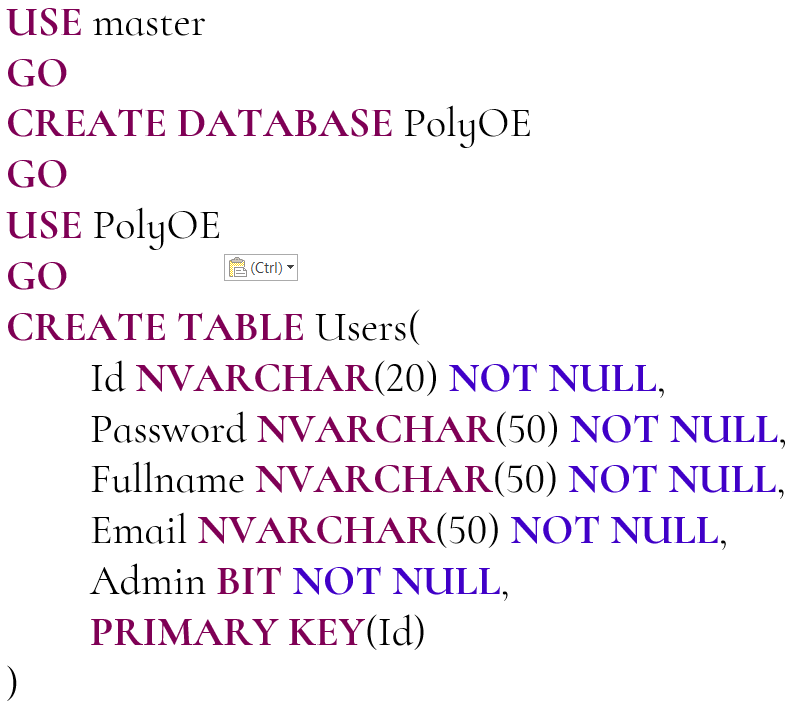 USE master
GO
CREATE DATABASE PolyOE
GO
USE PolyOE
(Ctrl)
GO
CREATE TABLE Users(
Id NVARCHAR(20) NOT NULL,
Password NVARCHAR(50) NOT NULL,
Fullname NVARCHAR(50) NOT NULL,
Email NVARCHAR(50) NOT NULL,
Admin BIT NOT NULL,
PRIMARY KEY(Id)
)